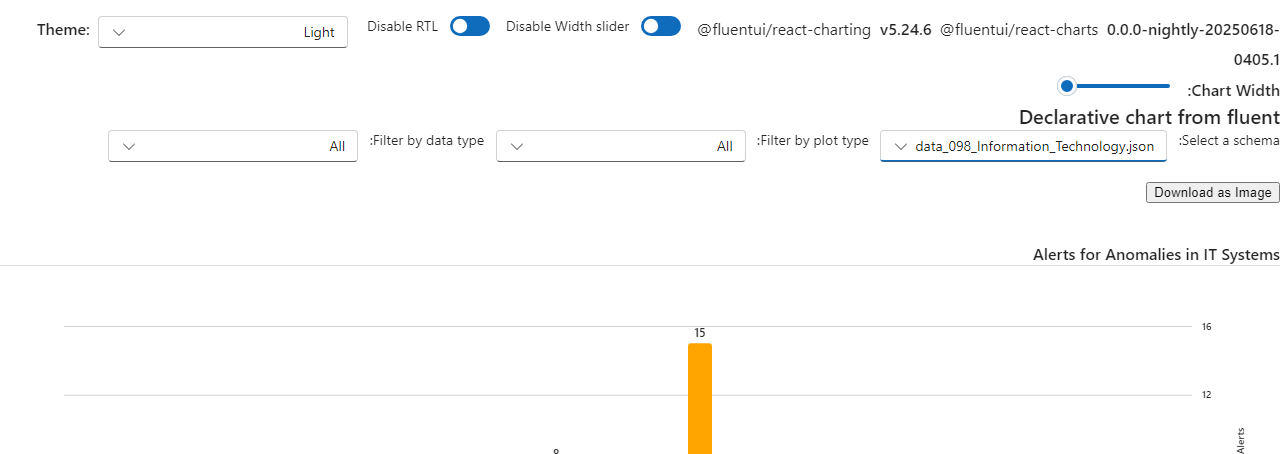 Theme:
Light
Disable RTL
Disable Width slider
@fluentui/react-charting v5.24.6 @fluentui/react-charts 0.0.0-nightly-20250618-
0405.1
:Chart Width
Declarative chart from fluent
:Select a schema
data_098_Information_Technology.json
:Filter by plot type
All
:Filter by data type
All
Download as Image
Alerts for Anomalies in IT Systems
16
15
12
Alerts